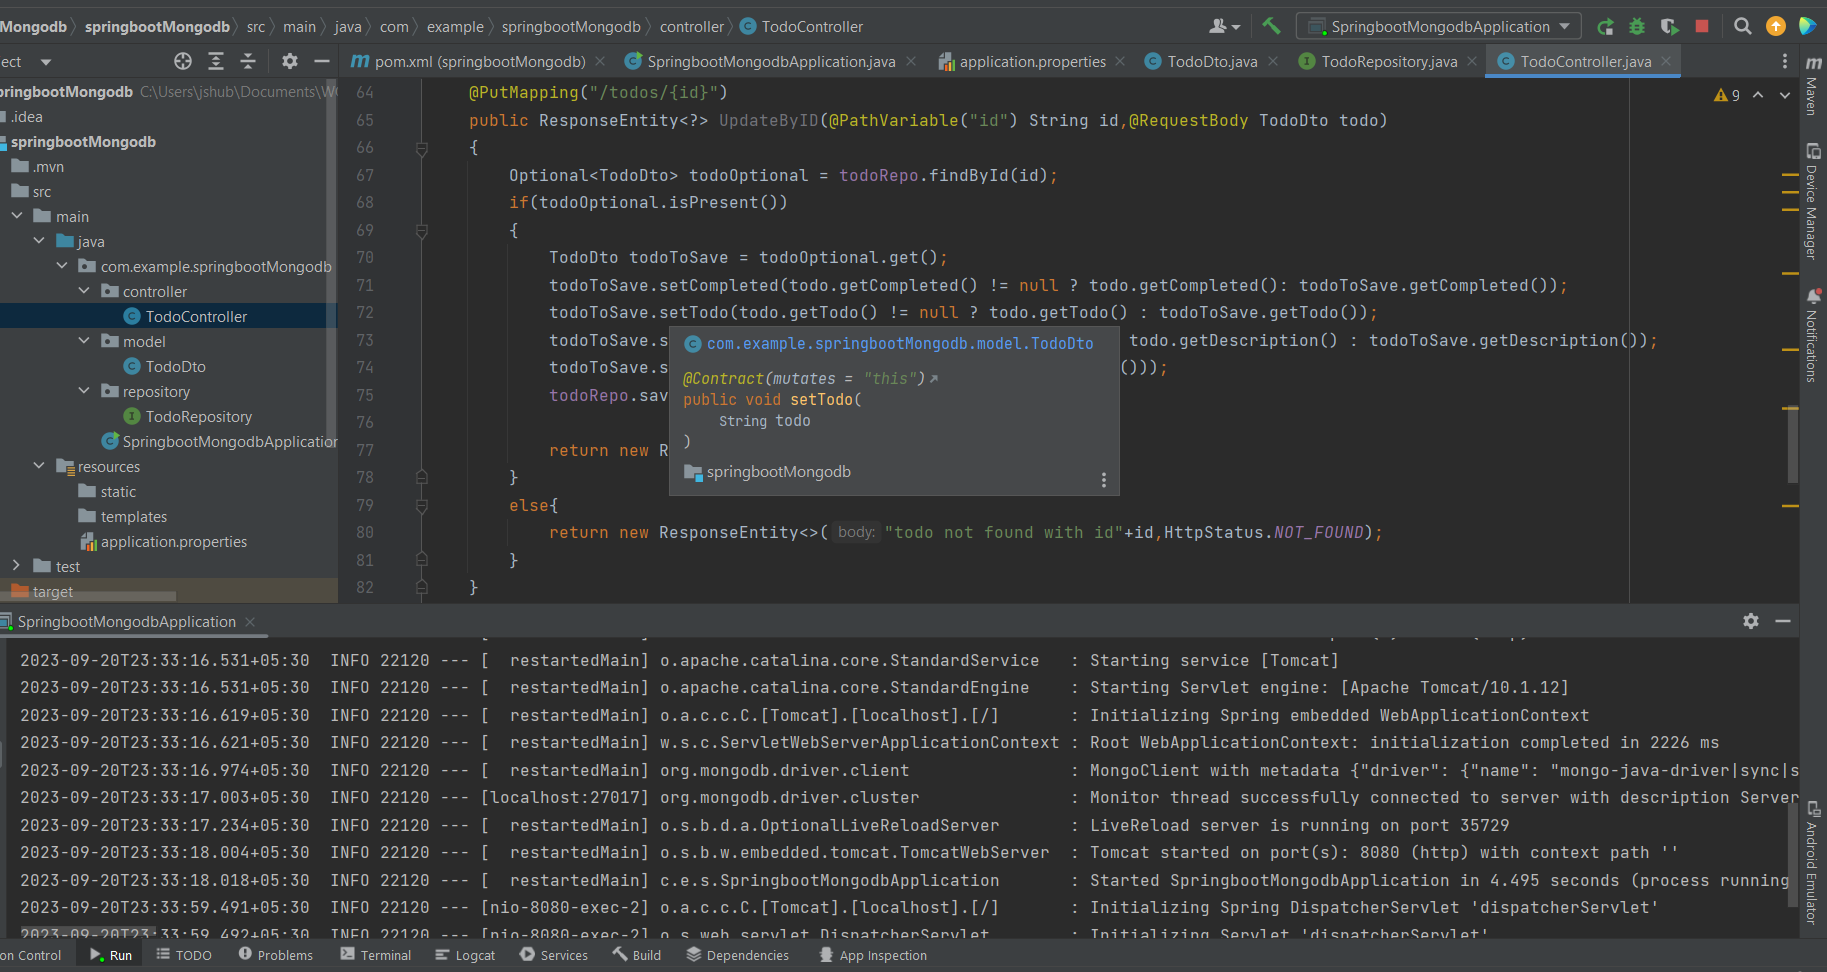 Mongodb 〉 springbootMongodb 〉 src 〉 main 〉 java 〉 com 〉 example 〉 springbootMongodb 〉 controller 〉 TodoController
SpringbootMongodbApplication
ect
pom.xml (springbootMongodb)
SpringbootMongodbApplication.java
application.properties
TodoDto.java
TodoRepository.java
TodoController.java
pringbootMongodb C:\Users\jshub\Documents\W
.idea
springbootMongodb
.mvn
src
main
java
com.example.springbootMongodb
controller
TodoController
model
TodoDto
repository
TodoRepository
SpringbootMongodbApplication
resources
static
templates
application.properties
test
target
9
64 @PutMapping("/todos/{id}")
65 public ResponseEntity<?> UpdateByID(@PathVariable("id") String id,@RequestBody TodoDto todo)
66 {
67 Optional<TodoDto> todoOptional = todoRepo.findById(id);
68 if(todoOptional.isPresent())
69 {
70 TodoDto todoToSave = todoOptional.get();
71 todoToSave.setCompleted(todo.getCompleted() != null ? todo.getCompleted(): todoToSave.getCompleted());
72 todoToSave.setTodo(todo.getTodo() != null ? todo.getTodo() : todoToSave.getTodo());
73 todoToSave.s todo.getDescription() : todoToSave.getDescription());
74 todoToSave.s ()));
75 todoRepo.sav
76
77 return new R
78 }
79 else{
80 return new ResponseEntity<>( body: "todo not found with id"+id,HttpStatus.NOT_FOUND);
81 }
82 }
com.example.springbootMongodb.model.TodoDto
@Contract(mutates = "this")
public void setTodo(
String todo
)
springbootMongodb
Maven
Device Manager
Notifications
Android Emulator
SpringbootMongodbApplication
2023-09-20T23:33:16.531+05:30 INFO 22120 --- [ restartedMain] o.apache.catalina.core.StandardService : Starting service [Tomcat]
2023-09-20T23:33:16.531+05:30 INFO 22120 --- [ restartedMain] o.apache.catalina.core.StandardEngine : Starting Servlet engine: [Apache Tomcat/10.1.12]
2023-09-20T23:33:16.619+05:30 INFO 22120 --- [ restartedMain] o.a.c.c.C.[Tomcat].[localhost].[/] : Initializing Spring embedded WebApplicationContext
2023-09-20T23:33:16.621+05:30 INFO 22120 --- [ restartedMain] w.s.c.ServletWebServerApplicationContext : Root WebApplicationContext: initialization completed in 2226 ms
2023-09-20T23:33:16.974+05:30 INFO 22120 --- [ restartedMain] org.mongodb.driver.client : MongoClient with metadata {"driver": {"name": "mongo-java-driver|sync|s
2023-09-20T23:33:17.003+05:30 INFO 22120 --- [localhost:27017] org.mongodb.driver.cluster : Monitor thread successfully connected to server with description Server
2023-09-20T23:33:17.234+05:30 INFO 22120 --- [ restartedMain] o.s.b.d.a.OptionalLiveReloadServer : LiveReload server is running on port 35729
2023-09-20T23:33:18.004+05:30 INFO 22120 --- [ restartedMain] o.s.b.w.embedded.tomcat.TomcatWebServer : Tomcat started on port(s): 8080 (http) with context path ''
2023-09-20T23:33:18.018+05:30 INFO 22120 --- [ restartedMain] c.e.s.SpringbootMongodbApplication : Started SpringbootMongodbApplication in 4.495 seconds (process running
2023-09-20T23:33:59.491+05:30 INFO 22120 --- [nio-8080-exec-2] o.a.c.c.C.[Tomcat].[localhost].[/] : Initializing Spring DispatcherServlet 'dispatcherServlet'
2023-09-20T23:33:59.492+05:30 INFO 22120 --- [nio-8080-exec-2] o.s.web.servlet.DispatcherServlet : Initializing Servlet 'dispatcherServlet'
on Control
Run
TODO
Problems
Terminal
Logcat
Services
Build
Dependencies
App Inspection